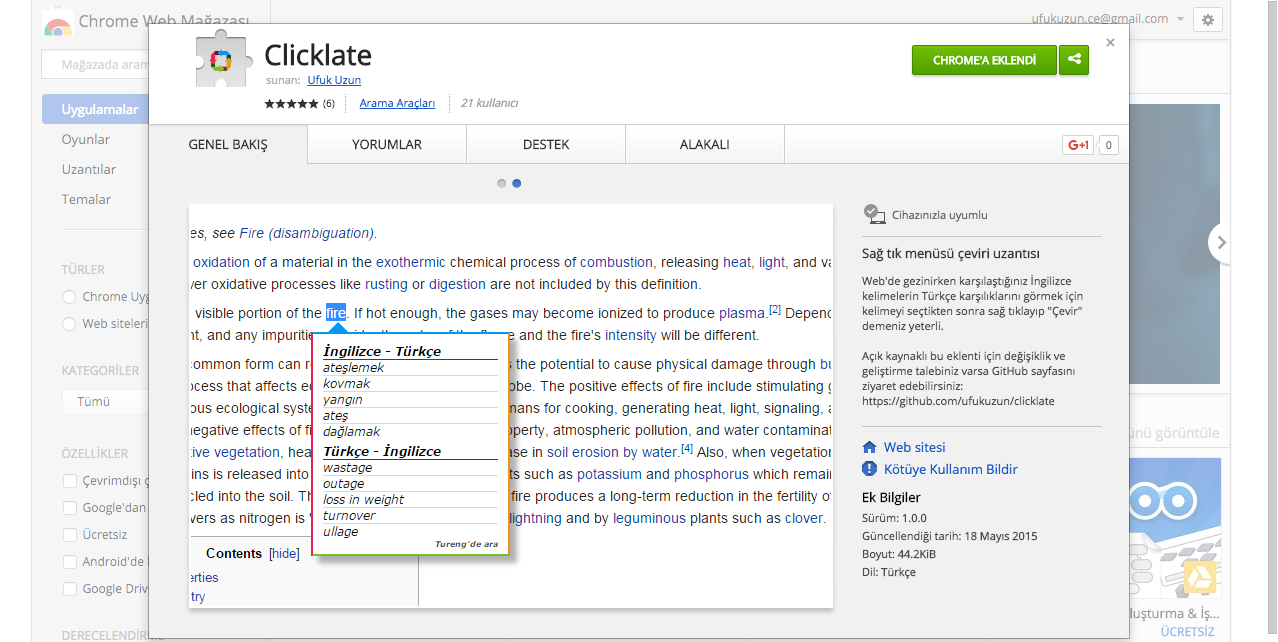 Chrome Web Mağazası
ufukuzun.ce@gmail.com
Mağazada aram
Uygulamalar
Oyunlar
Uzantılar
Temalar
TÜRLER
Chrome Uyg
Web siteleri
KATEGORİLER
Tümü
ÖZELLİKLER
Çevrimdışı ç
Google'dan
Ücretsiz
Android'de
Google Driv
DERECELENDİRME
Clicklate
sunan: Ufuk Uzun
(6) Arama Araçları 21 kullanıcı
CHROME'A EKLENDİ
GENEL BAKIŞ YORUMLAR DESTEK ALAKALI
G+1 0
es, see Fire (disambiguation).
oxidation of a material in the exothermic chemical process of combustion, releasing heat, light, and va
ver oxidative processes like rusting or digestion are not included by this definition.
visible portion of the fire. If hot enough, the gases may become ionized to produce plasma.[2] Depend
nt, and any impurities and the fire's intensity will be different.
ommon form can r the potential to cause physical damage through bu
ocess that affects e obe. The positive effects of fire include stimulating g
ous ecological syste mans for cooking, generating heat, light, signaling, a
negative effects of fi operty, atmospheric pollution, and water contaminat
tive vegetation, hea ase in soil erosion by water.[4] Also, when vegetation
ins is released into ts such as potassium and phosphorus which remain
cled into the soil. Th fire produces a long-term reduction in the fertility o
vers as nitrogen is lightning and by leguminous plants such as clover.
Contents [hide]
erties
try
İngilizce - Türkçe
ateşlemek
kovmak
yangın
ateş
dağlamak
Türkçe - İngilizce
wastage
outage
loss in weight
turnover
ullage
Tureng'de ara
Cihazınızla uyumlu
Sağ tık menüsü çeviri uzantısı
Web'de gezinirken karşılaştığınız İngilizce
kelimelerin Türkçe karşılıklarını görmek için
kelimeyi seçtikten sonra sağ tıklayıp "Çevir"
demeniz yeterli.
Açık kaynaklı bu eklenti için değişiklik ve
geliştirme talebiniz varsa GitHub sayfasını
ziyaret edebilirsiniz:
https://github.com/ufukuzun/clicklate
Web sitesi
Kötüye Kullanım Bildir
Ek Bilgiler
Sürüm: 1.0.0
Güncellendiği tarih: 18 Mayıs 2015
Boyut: 44.2KiB
Dil: Türkçe
ünü görüntüle
luşturma & İş...
ÜCRETSİZ